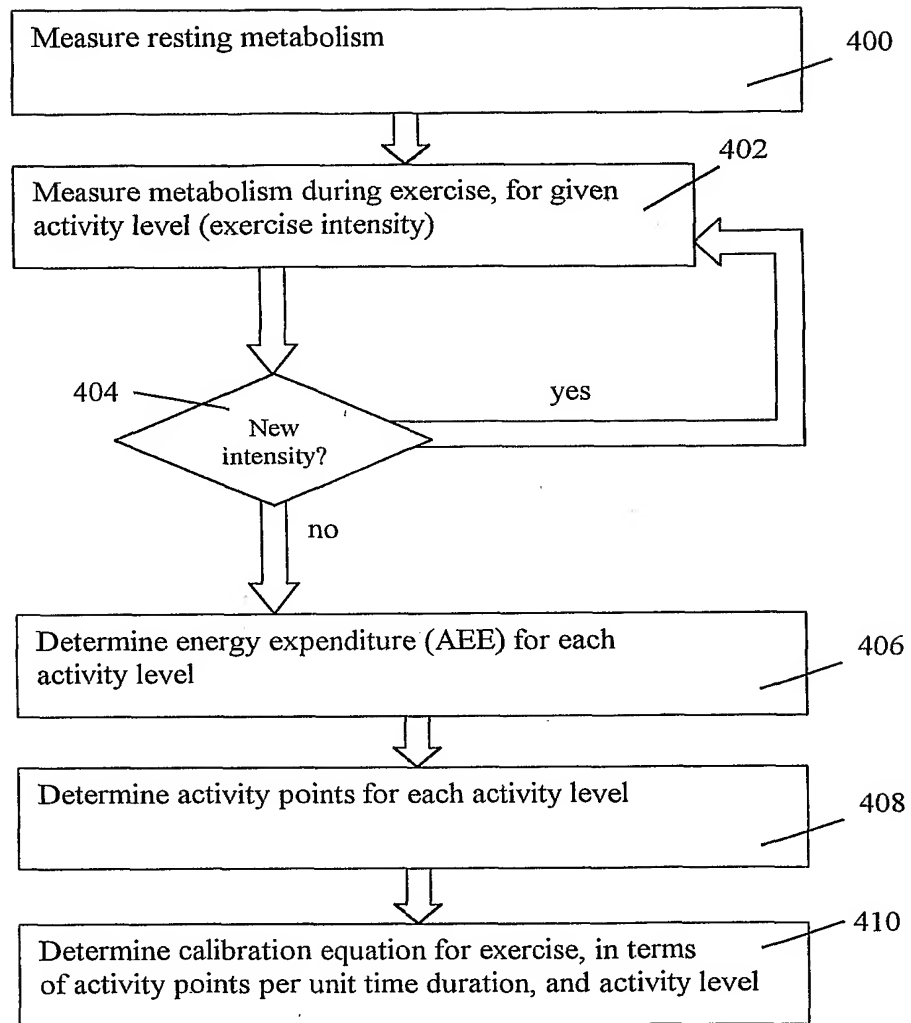 Measure resting metabolism
400
402
Measure metabolism during exercise, for given
activity level (exercise intensity)
404
yes
New
intensity?
no
Determine energy expenditure (AEE) for each
activity level
406
Determine activity points for each activity level
408
410
Determine calibration equation for exercise, in terms
of activity points per unit time duration, and activity level